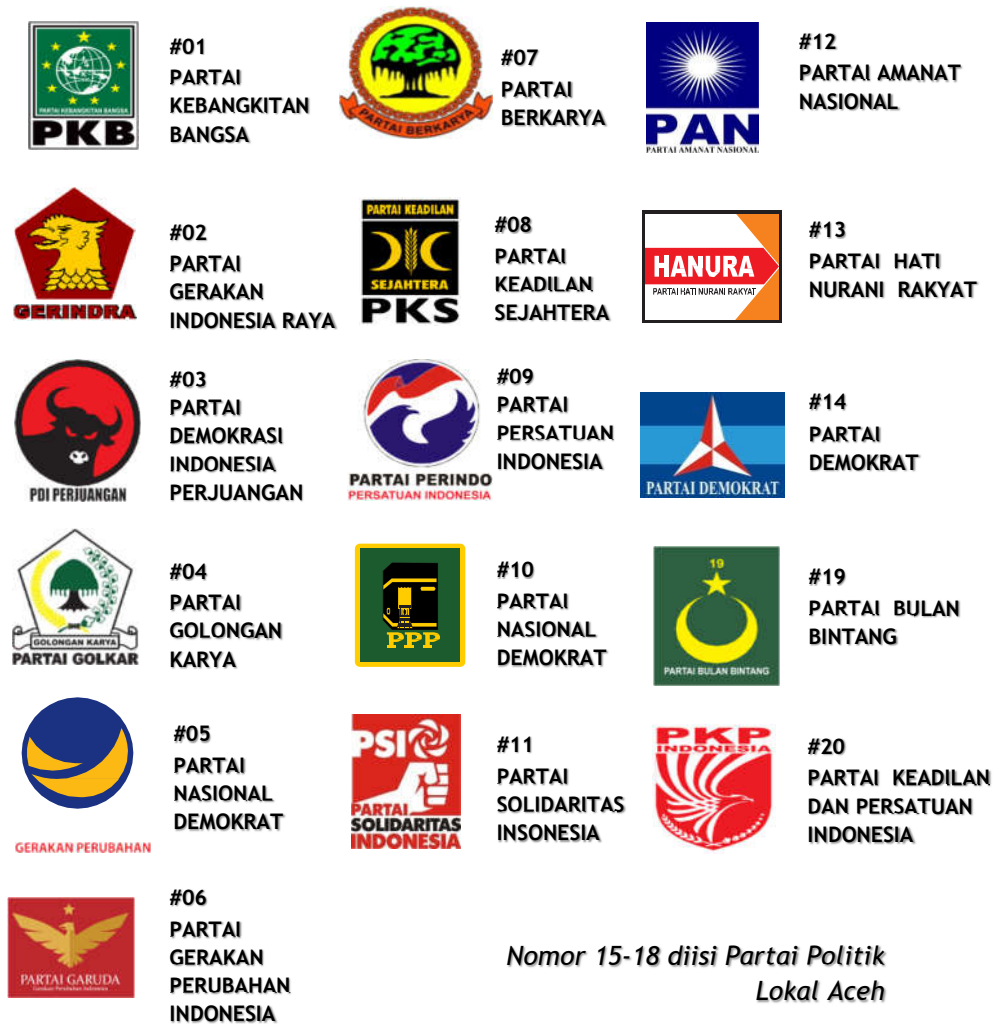 PARTAI KEBANGKITAN BANGSA
PKB
#01
PARTAI
KEBANGKITAN
BANGSA
GERINDRA
#02
PARTAI
GERAKAN
INDONESIA RAYA
PDI PERJUANGAN
#03
PARTAI
DEMOKRASI
INDONESIA
PERJUANGAN
GOLONGAN KARYA
PARTAI GOLKAR
#04
PARTAI
GOLONGAN
KARYA
GERAKAN PERUBAHAN
#05
PARTAI
NASIONAL
DEMOKRAT
PARTAI GARUDA
Gerakan Perubahan Indonesia
#06
PARTAI
GERAKAN
PERUBAHAN
INDONESIA
PARTAI BERKARYA
#07
PARTAI
BERKARYA
PARTAI KEADILAN
SEJAHTERA
PKS
#08
PARTAI
KEADILAN
SEJAHTERA
PARTAI PERINDO
PERSATUAN INDONESIA
#09
PARTAI
PERSATUAN
INDONESIA
PPP
#10
PARTAI
NASIONAL
DEMOKRAT
PSI
PARTAI
SOLIDARITAS
INDONESIA
#11
PARTAI
SOLIDARITAS
INSONESIA
PAN
PARTAI AMANAT NASIONAL
#12
PARTAI AMANAT
NASIONAL
HANURA
PARTAI HATI NURANI RAKYAT
#13
PARTAI HATI
NURANI RAKYAT
PARTAI DEMOKRAT
#14
PARTAI
DEMOKRAT
19
PARTAI BULAN BINTANG
#19
PARTAI BULAN
BINTANG
PKP
INDONESIA
#20
PARTAI KEADILAN
DAN PERSATUAN
INDONESIA
Nomor 15-18 diisi Partai Politik
Lokal Aceh